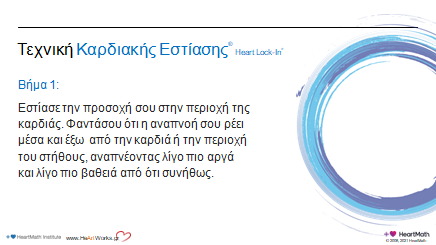 Τεχνική Καρδιακής Εστίασης® Heart Lock-In™
Βήμα 1:
Εστίασε την προσοχή σου στην περιοχή της
καρδιάς. Φαντάσου ότι η αναπνοή σου ρέει
μέσα και έξω από την καρδιά ή την περιοχή
του στήθους, αναπνέοντας λίγο πιο αργά
και λίγο πιο βαθειά από ότι συνήθως.
HeartMath Institute www.HeArtWorks.gr
HeartMath.
© 2008, 2021 HeartMath